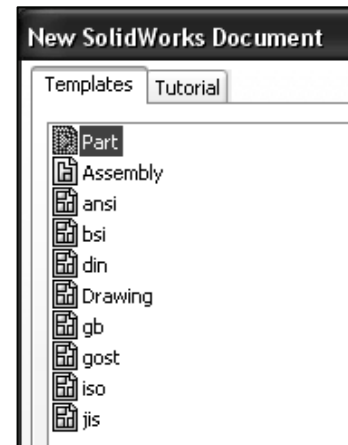 New SolidWorks Document
Templates Tutorial
Part
Assembly
ansi
bsi
din
Drawing
gb
gost
iso
jis